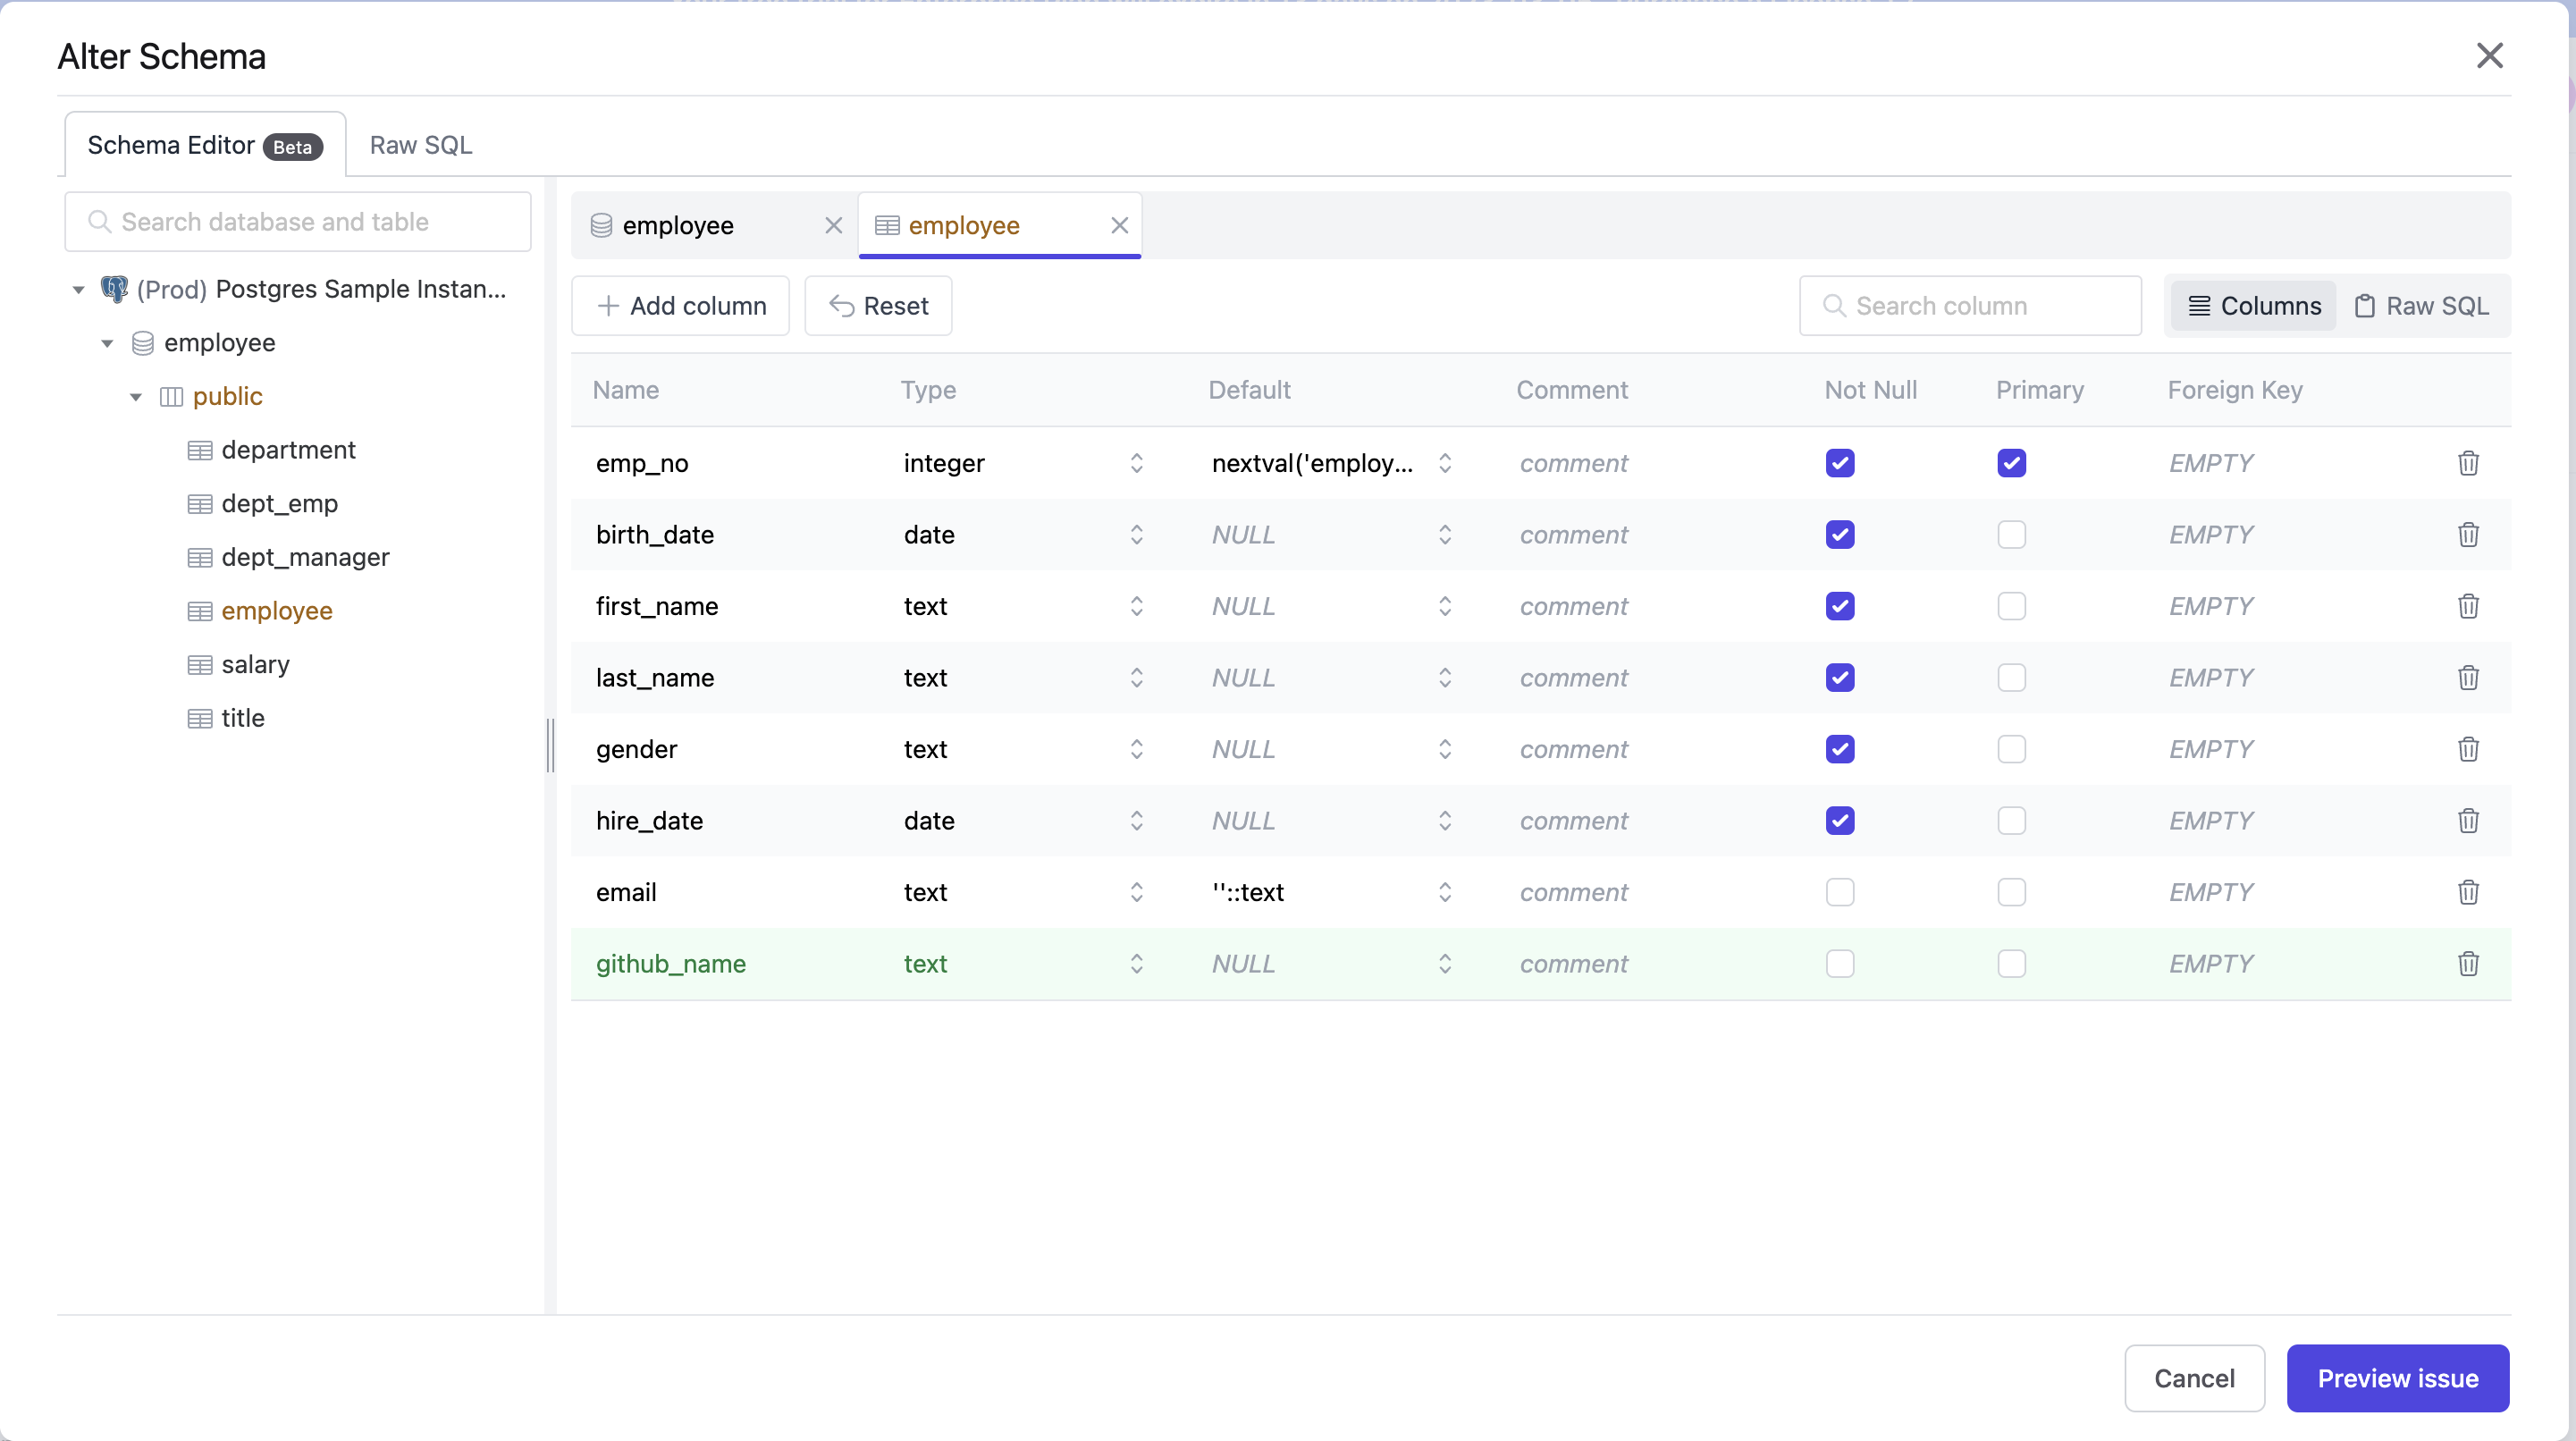 Alter Schema
Schema Editor Beta Raw SQL
Search database and table
(Prod) Postgres Sample Instan...
employee
public
department
dept_emp
dept_manager
employee
salary
title
employee employee
Add column Reset Search column Columns Raw SQL
Name Type Default Comment Not Null Primary Foreign Key
emp_no integer nextval('employ... comment EMPTY
birth_date date NULL comment EMPTY
first_name text NULL comment EMPTY
last_name text NULL comment EMPTY
gender text NULL comment EMPTY
hire_date date NULL comment EMPTY
email text ''::text comment EMPTY
github_name text NULL comment EMPTY
Cancel Preview issue